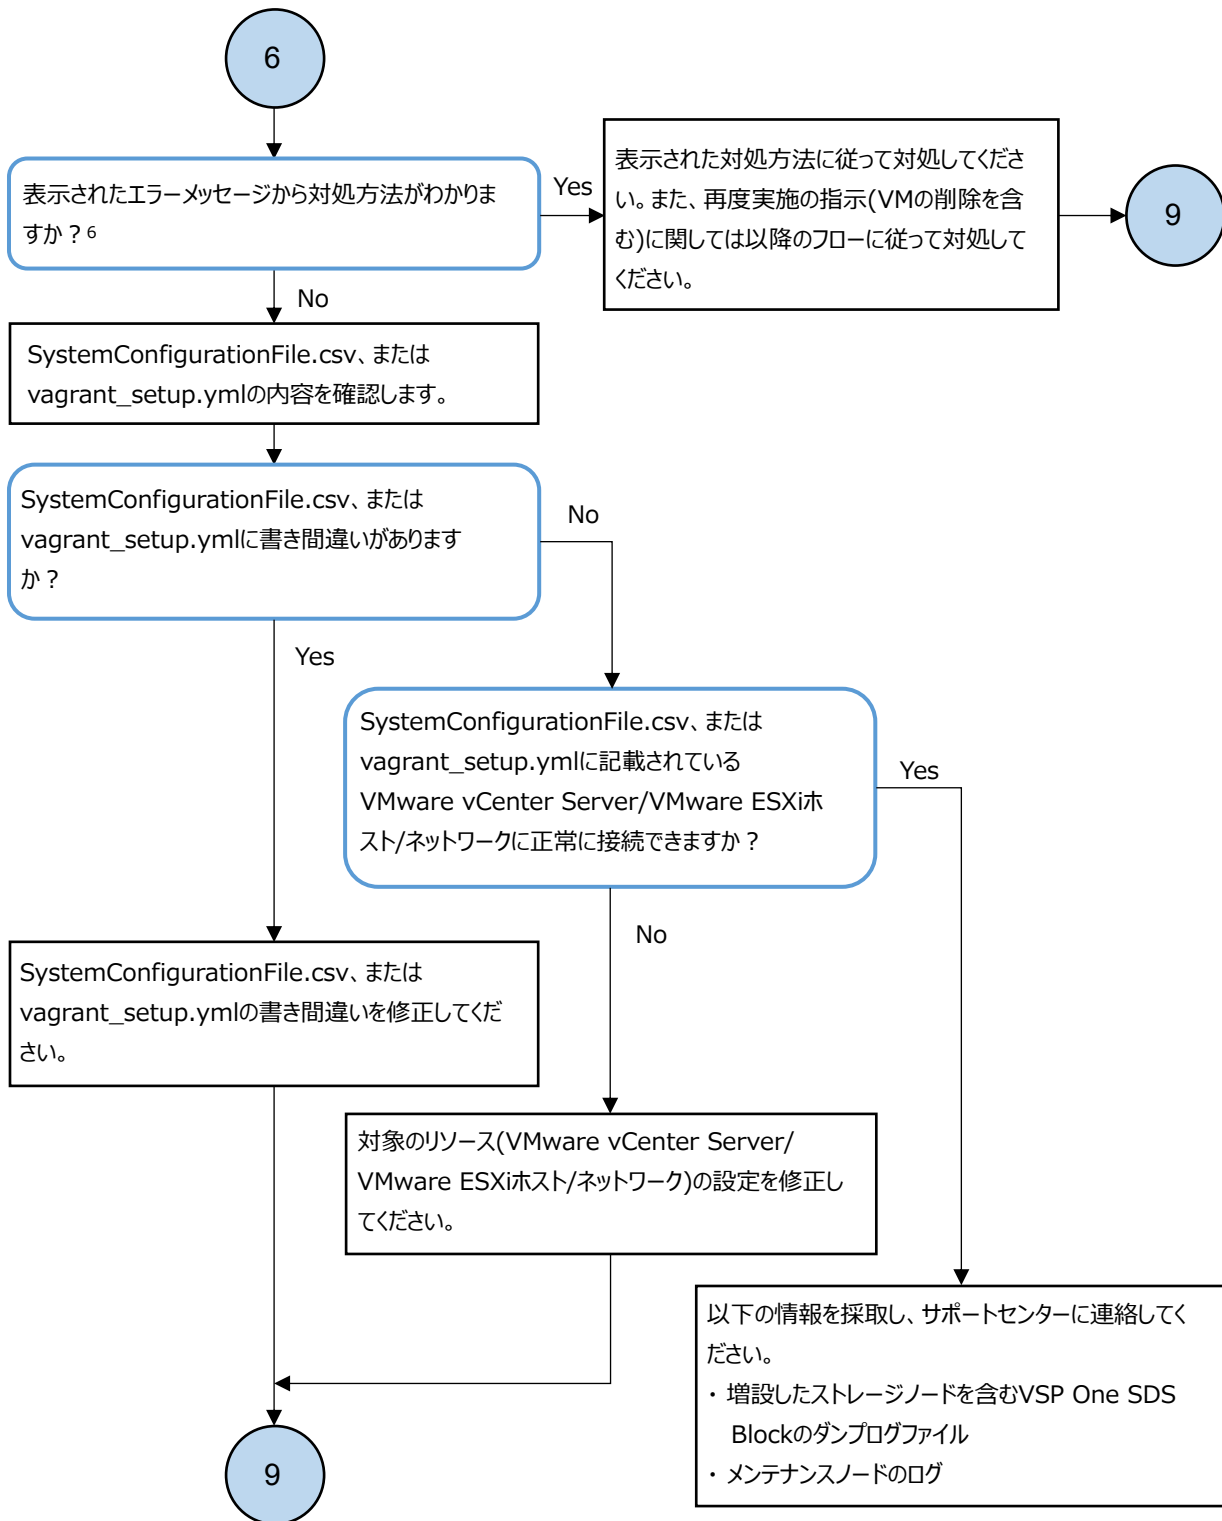 6
表示されたエラーメッセージから対処方法がわかりま
すか？6
Yes
表示された対処方法に従って対処してくださ
い。また、再度実施の指示(VMの削除を含
む)に関しては以降のフローに従って対処して
ください。
9
No
SystemConfigurationFile.csv、または
vagrant_setup.ymlの内容を確認します。
SystemConfigurationFile.csv、または
vagrant_setup.ymlに書き間違いがあります
か？
No
Yes
SystemConfigurationFile.csv、または
vagrant_setup.ymlに記載されている
VMware vCenter Server/VMware ESXiホ
スト/ネットワークに正常に接続できますか？
Yes
No
SystemConfigurationFile.csv、または
vagrant_setup.ymlの書き間違いを修正してくだ
さい。
対象のリソース(VMware vCenter Server/
VMware ESXiホスト/ネットワーク)の設定を修正し
てください。
以下の情報を採取し、サポートセンターに連絡してく
ださい。
・ 増設したストレージノードを含むVSP One SDS
Blockのダンプログファイル
・ メンテナンスノードのログ
9